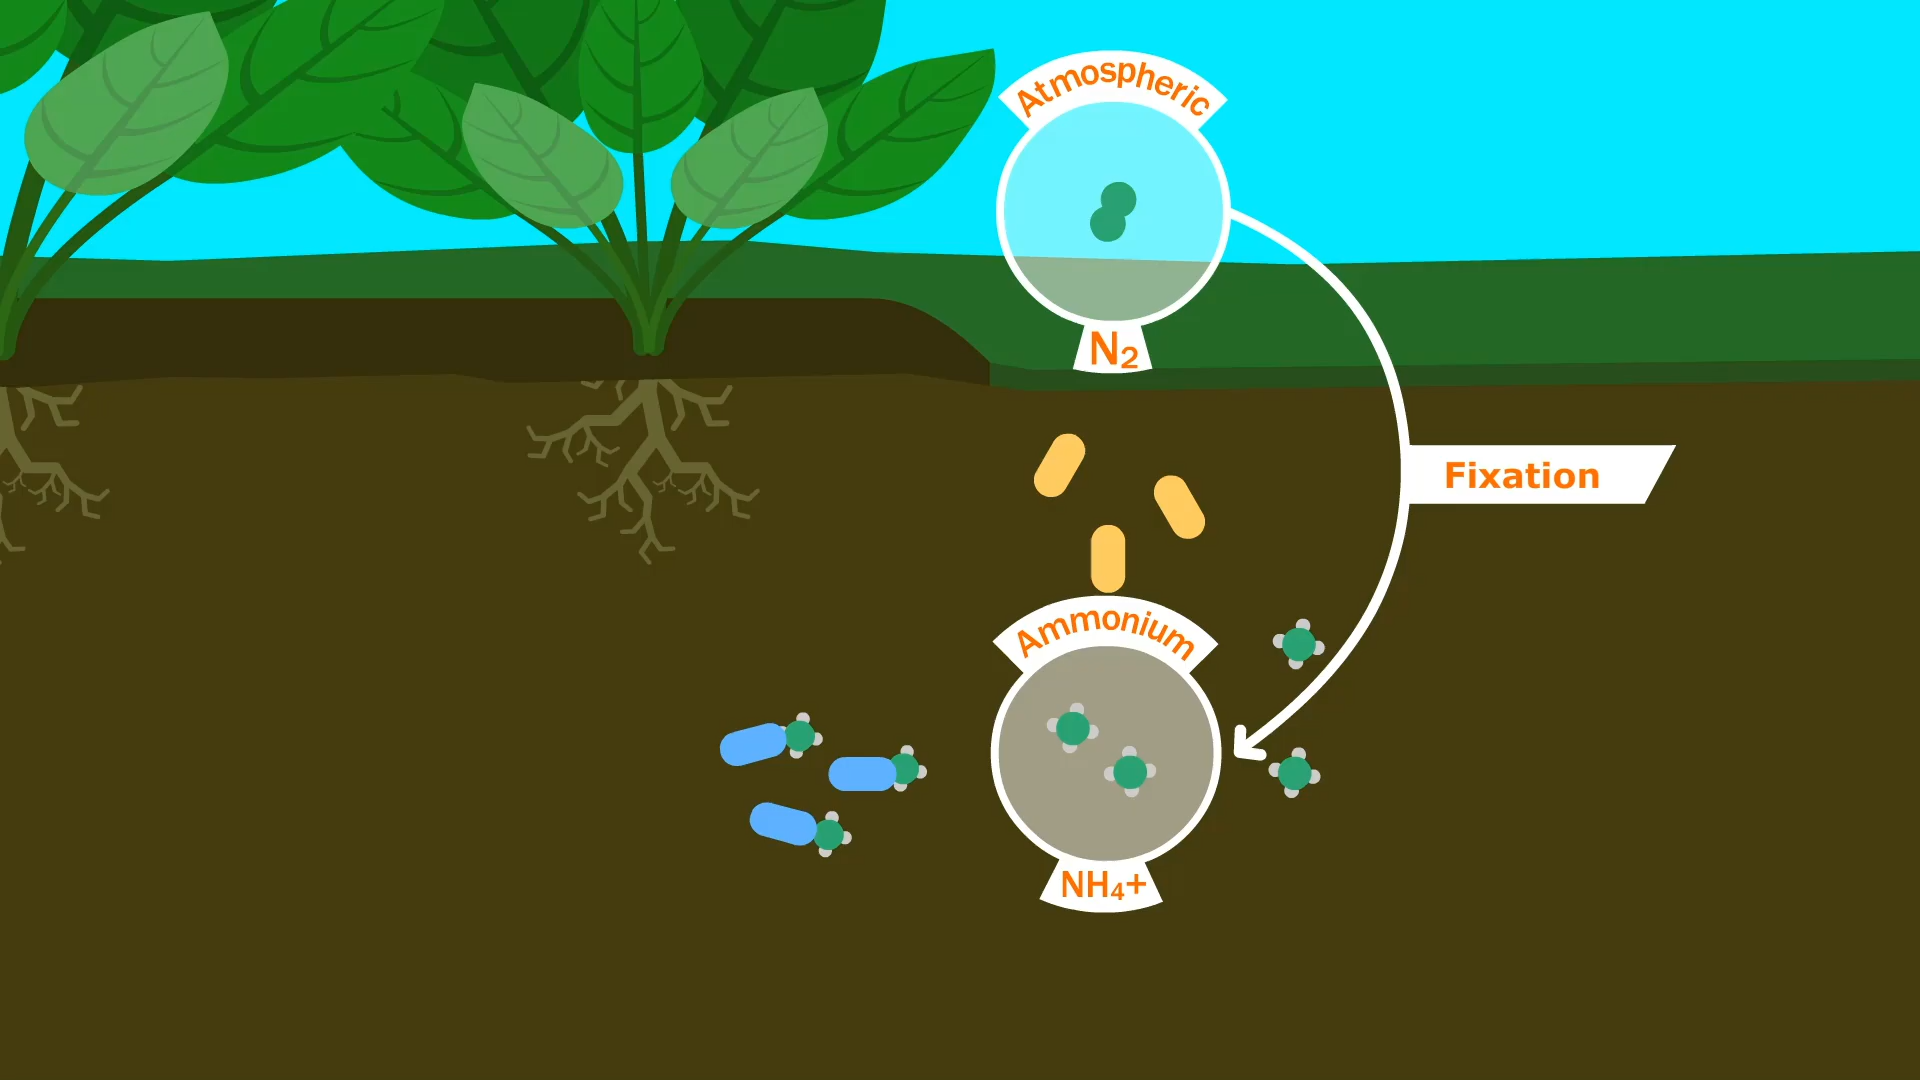 Atmospheric
N₂
Fixation
Ammonium
NH₄+